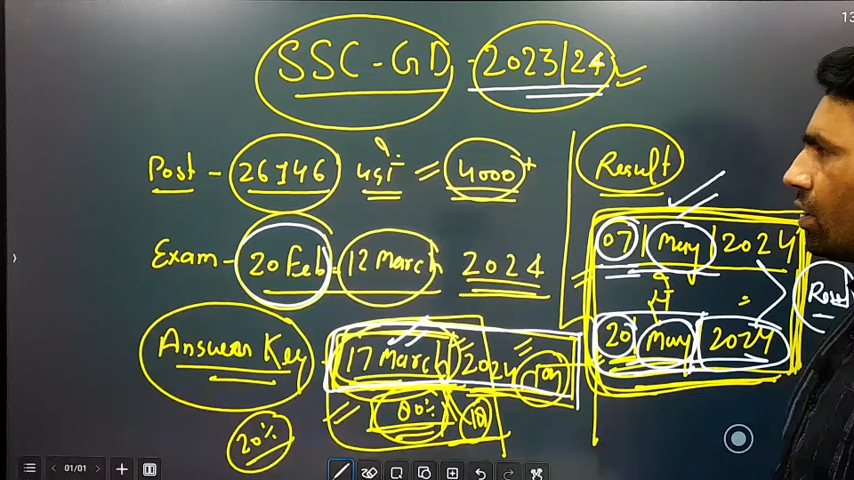 SSC-GD - 2023/24
Post - 26146 = 4000+
Exam - 20 Feb - 12 March 2024
Answer Key 17 March 2024
20%
Result
07 | May | 2024
20 | May | 2024
01/01
13